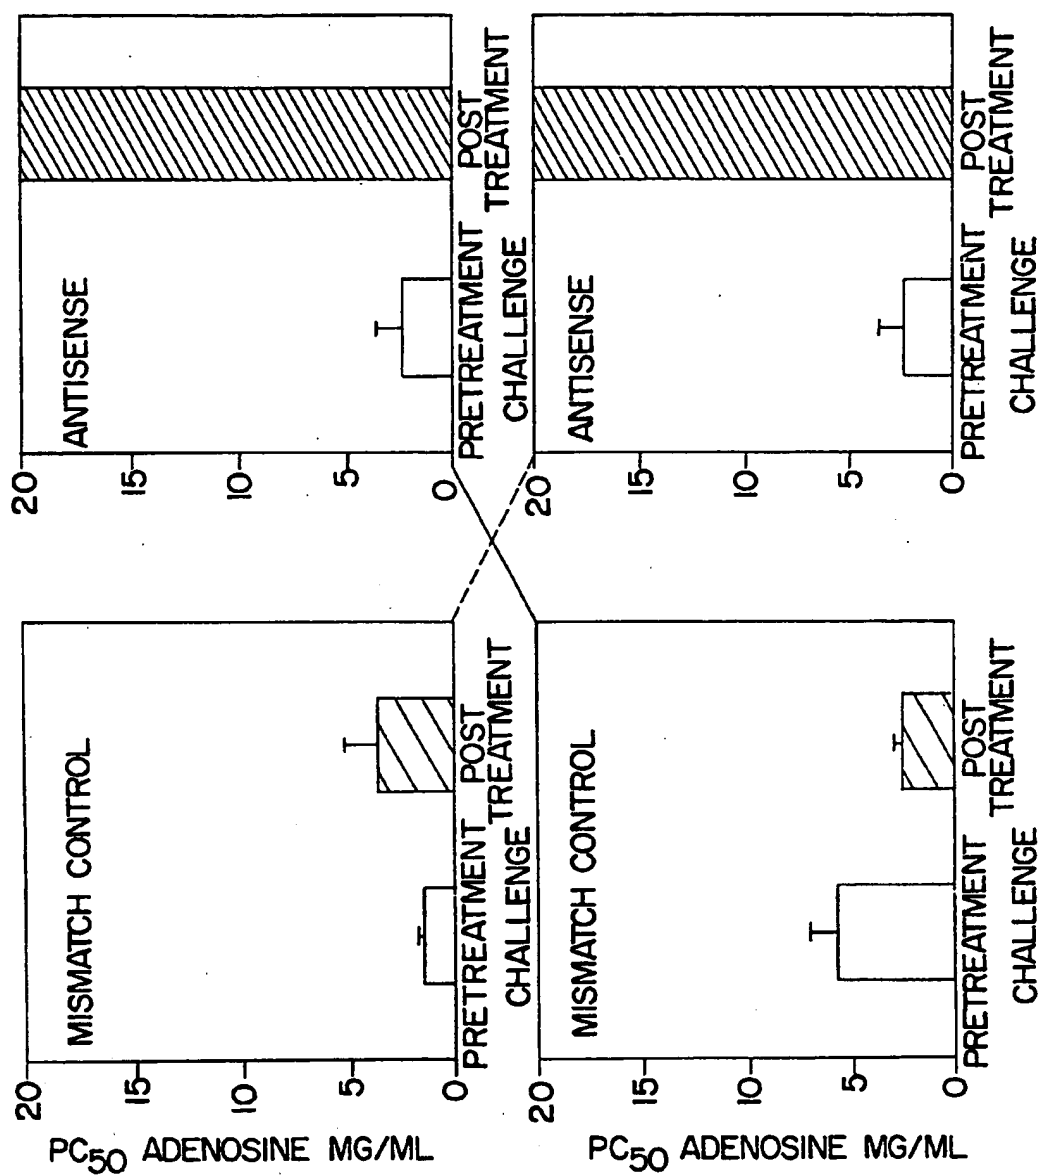 PC50 ADENOSINE MG/ML
20
15
10
5
0
MISMATCH CONTROL
PRETREATMENT
CHALLENGE
POST
TREATMENT
20
15
10
5
0
ANTISENSE
PRETREATMENT
CHALLENGE
POST
TREATMENT
PC50 ADENOSINE MG/ML
20
15
10
5
0
MISMATCH CONTROL
PRETREATMENT
CHALLENGE
POST
TREATMENT
20
15
10
5
0
ANTISENSE
PRETREATMENT
CHALLENGE
POST
TREATMENT